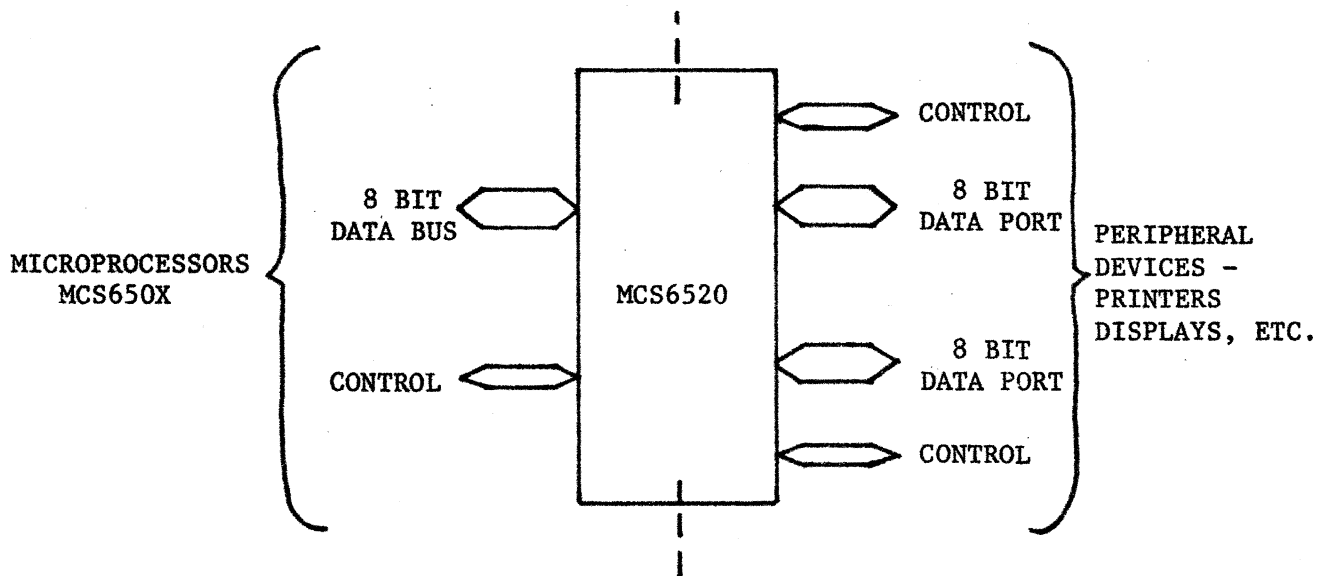 MICROPROCESSORS
MCS650X
8 BIT
DATA BUS
CONTROL
MCS6520
CONTROL
8 BIT
DATA PORT
8 BIT
DATA PORT
CONTROL
PERIPHERAL
DEVICES -
PRINTERS
DISPLAYS, ETC.